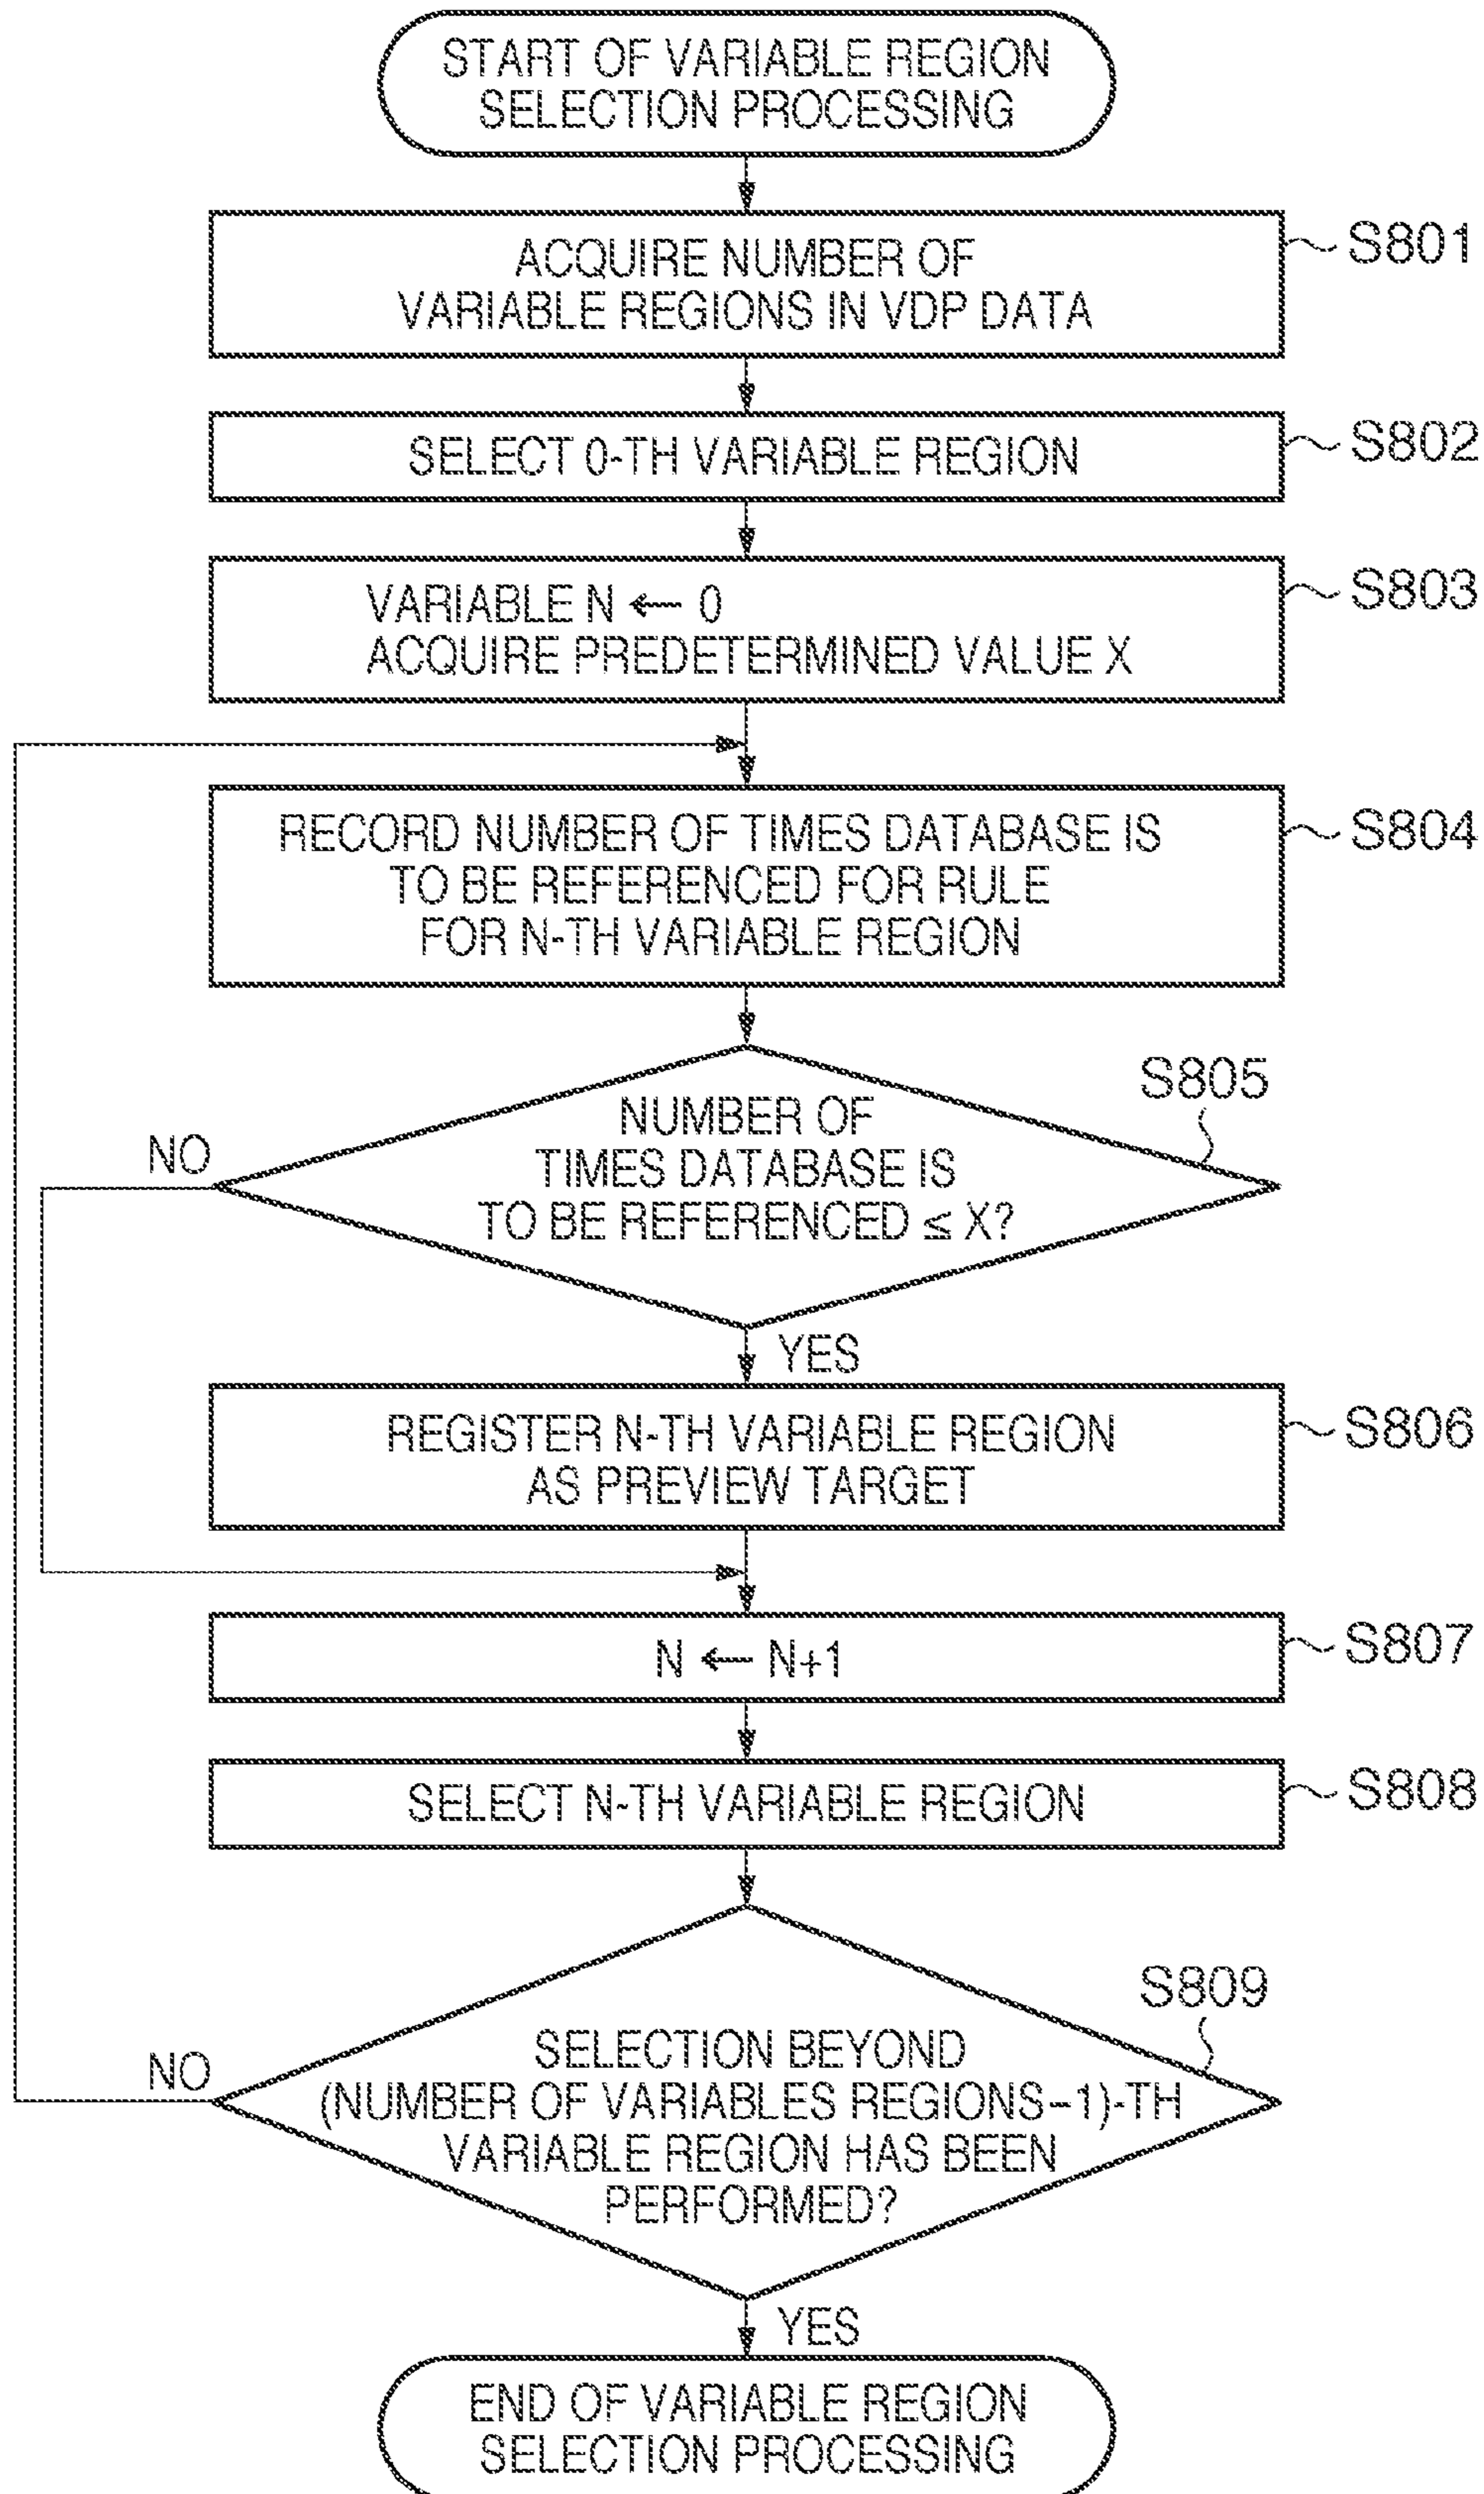 START OF VARIABLE REGION
SELECTION PROCESSING
ACQUIRE NUMBER OF
VARIABLE REGIONS IN VDP DATA
S801
SELECT 0-TH VARIABLE REGION
S802
VARIABLE N ← 0
ACQUIRE PREDETERMINED VALUE X
S803
RECORD NUMBER OF TIMES DATABASE IS
TO BE REFERENCED FOR RULE
FOR N-TH VARIABLE REGION
S804
S805
NUMBER OF
TIMES DATABASE IS
TO BE REFERENCED ≤ X?
NO
YES
REGISTER N-TH VARIABLE REGION
AS PREVIEW TARGET
S806
N ← N+1
S807
SELECT N-TH VARIABLE REGION
S808
S809
SELECTION BEYOND
(NUMBER OF VARIABLES REGIONS−1)-TH
VARIABLE REGION HAS BEEN
PERFORMED?
NO
YES
END OF VARIABLE REGION
SELECTION PROCESSING